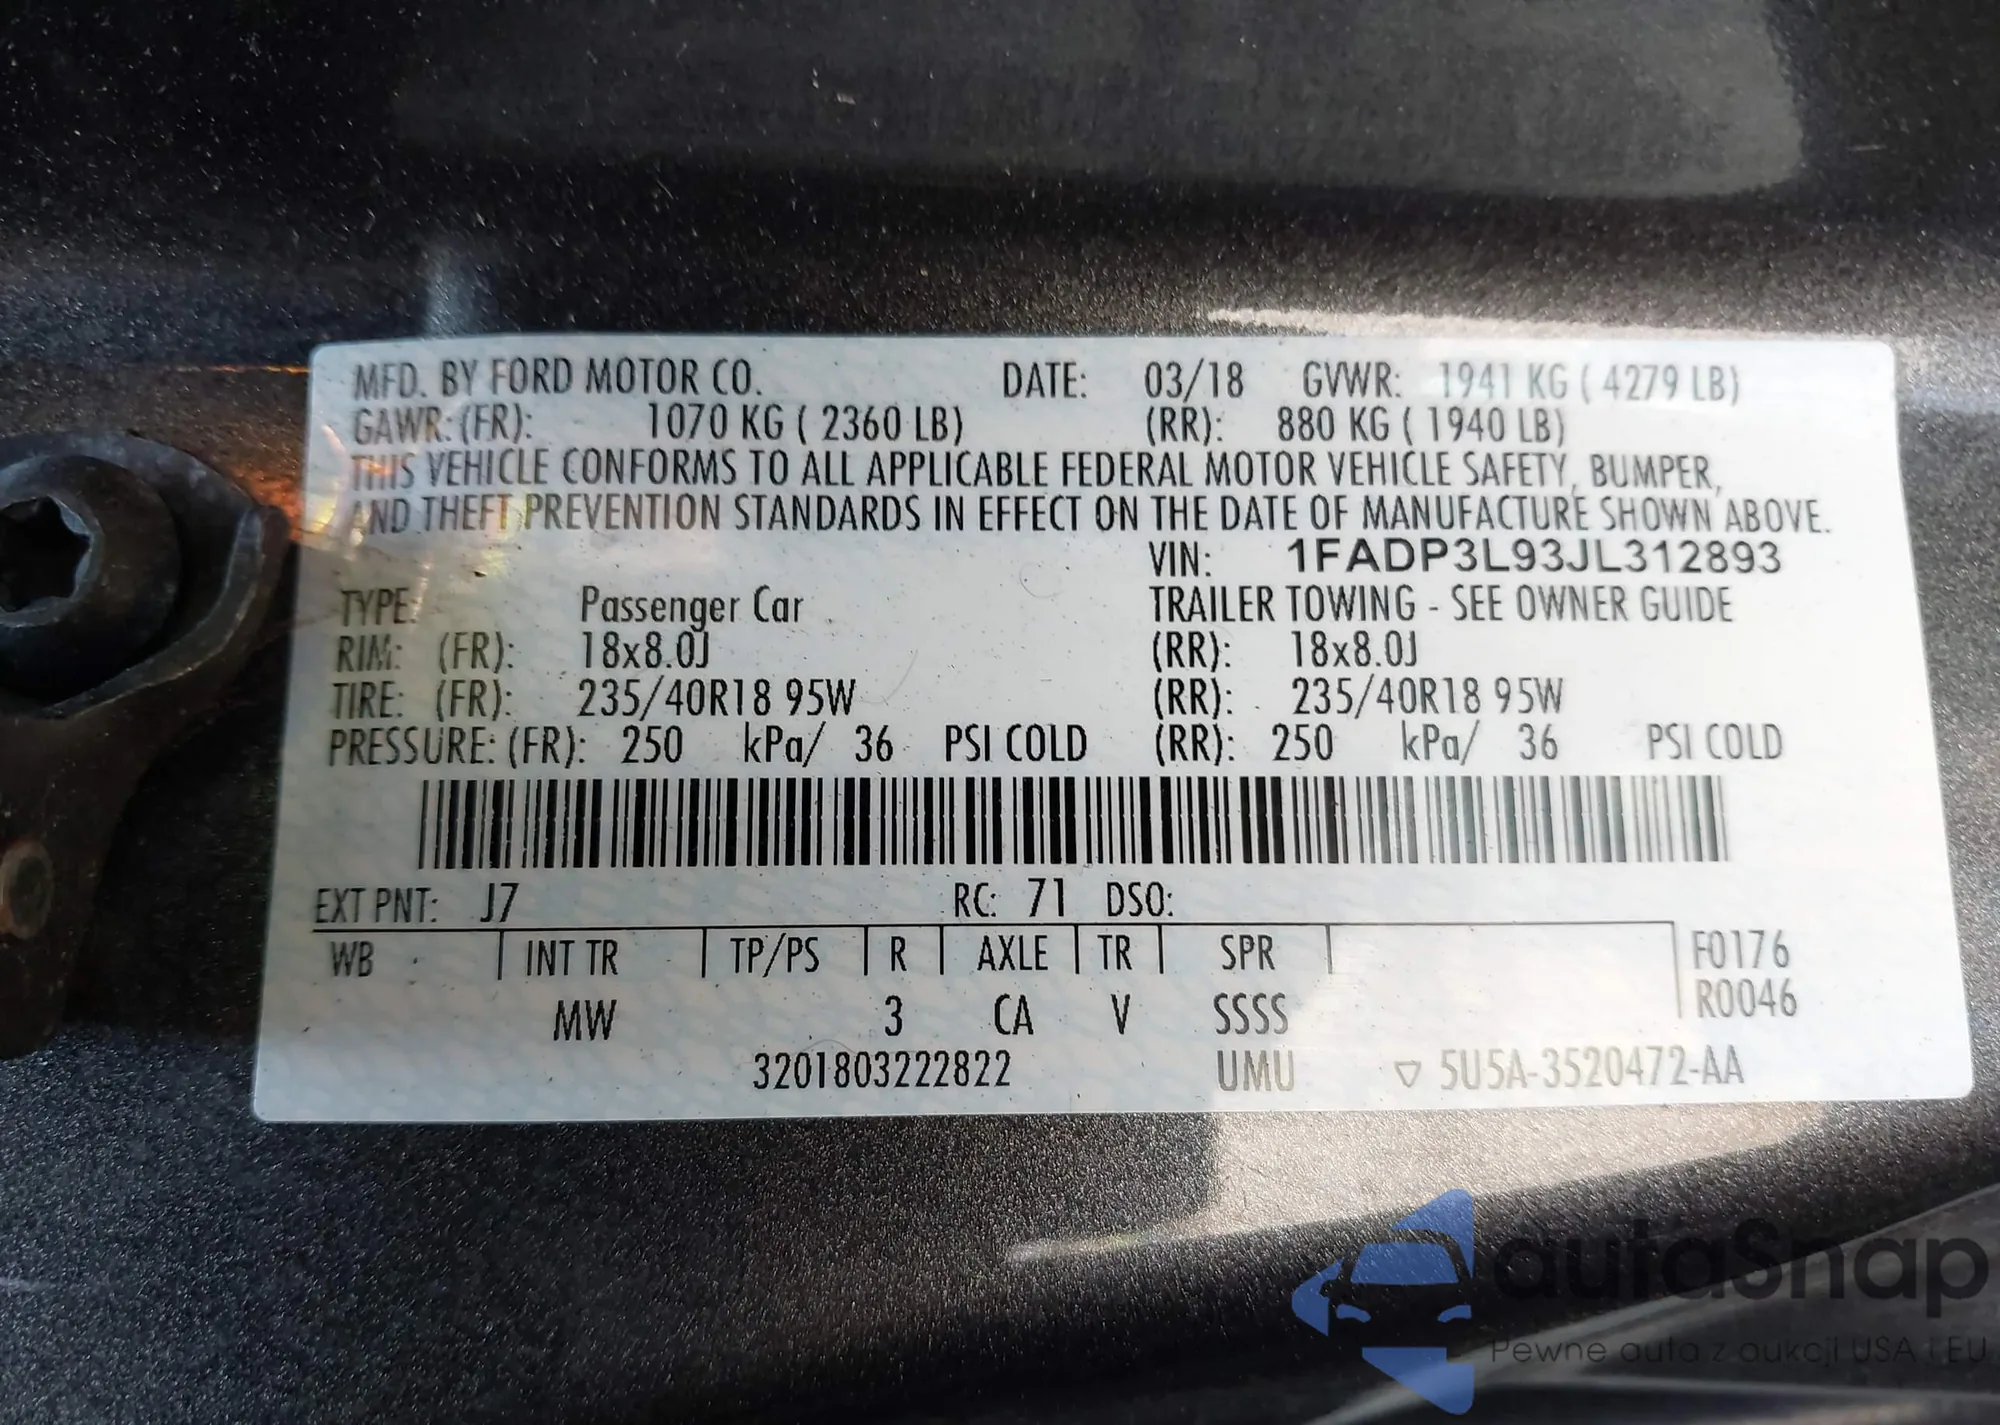 MFD. BY FORD MOTOR CO. DATE: 03/18 GVWR: 1941 KG ( 4279 LB)
GAWR: (FR): 1070 KG ( 2360 LB) (RR): 880 KG ( 1940 LB)
THIS VEHICLE CONFORMS TO ALL APPLICABLE FEDERAL MOTOR VEHICLE SAFETY, BUMPER,
AND THEFT PREVENTION STANDARDS IN EFFECT ON THE DATE OF MANUFACTURE SHOWN ABOVE.
VIN: 1FADP3L93JL312893
TYPE: Passenger Car TRAILER TOWING - SEE OWNER GUIDE
RIM: (FR): 18x8.0J (RR): 18x8.0J
TIRE: (FR): 235/40R18 95W (RR): 235/40R18 95W
PRESSURE: (FR): 250 kPa/ 36 PSI COLD (RR): 250 kPa/ 36 PSI COLD
EXT PNT: J7 RC: 71 DSO:
WB INT TR TP/PS R AXLE TR SPR F0176
MW 3 CA V SSSS R0046
3201803222822 UMU ▽ 5U5A-3520472-AA
autaSnap
Pewne auta z aukcji USA i EU